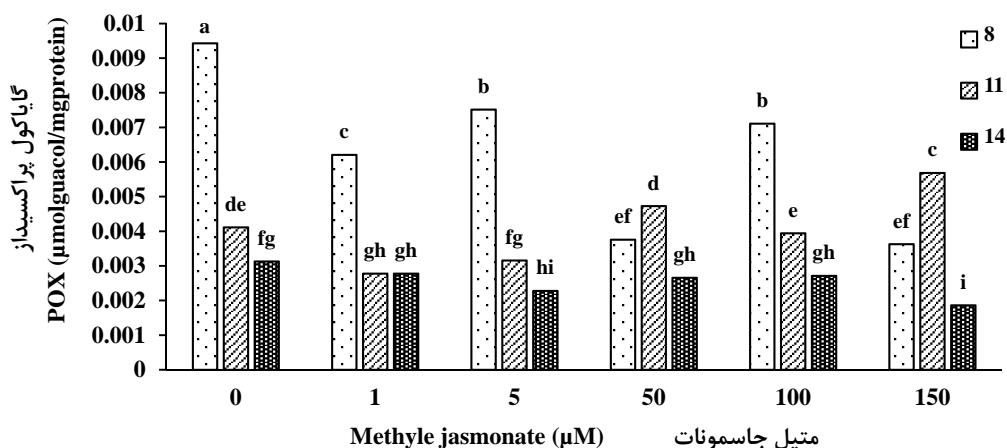 گایاکول پراکسیداز
POX (µmolguacol/mgprotein)
0.01
0.009
0.008
0.007
0.006
0.005
0.004
0.003
0.002
0.001
0
a
de
fg
c
gh
gh
b
fg
hi
ef
d
gh
b
e
gh
ef
c
i
8
11
14
0 1 5 50 100 150
Methyle jasmonate (µM) متیل جاسمونات